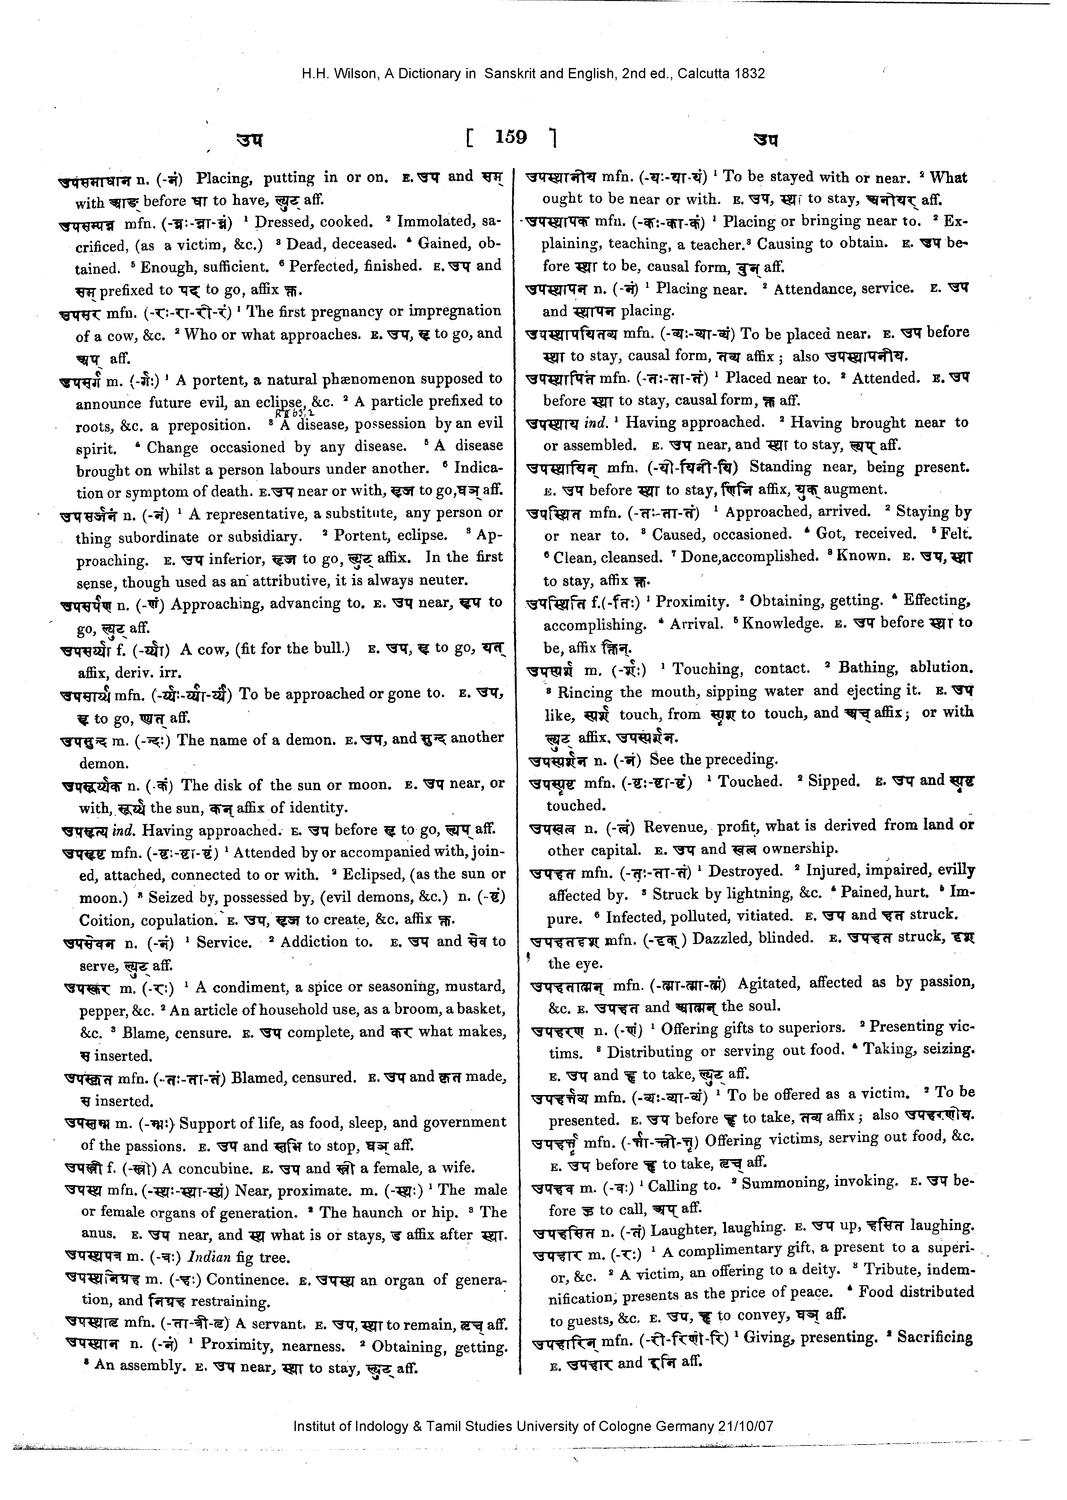 H.H. Wilson, A Dictionary in Sanskrit and English, 2nd ed., Calcutta 1832
उप [ 159 ] उप
उपसमाधान n. (-नं) Placing, putting in or on. E. उप and सम्
with आङ् before धा to have, ल्युट् aff.
उपसम्पन्न mfn. (-न्नः-न्ना-न्नं) ¹ Dressed, cooked. ² Immolated, sa-
crificed, (as a victim, &c.) ³ Dead, deceased. ⁴ Gained, ob-
tained. ⁵ Enough, sufficient. ⁶ Perfected, finished. E. उप and
सम् prefixed to पद् to go, affix क्त.
उपसर mfn. (-रः-रा-री-रं) ¹ The first pregnancy or impregnation
of a cow, &c. ² Who or what approaches. E. उप, सृ to go, and
अप् aff.
उपसर्ग m. (-र्गः) ¹ A portent, a natural phænomenon supposed to
announce future evil, an eclipse, &c. ² A particle prefixed to
roots, &c. a preposition. ³ A disease, possession by an evil
spirit. ⁴ Change occasioned by any disease. ⁵ A disease
brought on whilst a person labours under another. ⁶ Indica-
tion or symptom of death. E. उप near or with, सृज to go, घञ् aff.
उपसर्जनं n. (-नं) ¹ A representative, a substitute, any person or
thing subordinate or subsidiary. ² Portent, eclipse. ³ Ap-
proaching. E. उप inferior, सृज to go, ल्युट् affix. In the first
sense, though used as an attributive, it is always neuter.
उपसर्पण n. (-णं) Approaching, advancing to. E. उप near, सृप to
go, ल्युट् aff.
उपसर्य्या f. (-र्य्या) A cow, (fit for the bull.) E. उप, सृ to go, यत्
affix, deriv. irr.
उपसार्य्य mfn. (-र्य्यः-र्य्या-र्य्यं) To be approached or gone to. E. उप,
सृ to go, ण्यत् aff.
उपसुन्द m. (-न्दः) The name of a demon. E. उप, and सुन्द another
demon.
उपसूर्य्यक n. (-कं) The disk of the sun or moon. E. उप near, or
with, सूर्य्य the sun, कन् affix of identity.
उपसृत्य ind. Having approached. E. उप before सृ to go, ल्यप् aff.
उपसृष्ट mfn. (-ष्टः-ष्टा-ष्टं) ¹ Attended by or accompanied with, join-
ed, attached, connected to or with. ² Eclipsed, (as the sun or
moon.) ³ Seized by, possessed by, (evil demons, &c.) n. (-ष्टं)
Coition, copulation. E. उप, सृज to create, &c. affix क्त.
उपसेवन n. (-नं) ¹ Service. ² Addiction to. E. उप and सेव to
serve, ल्युट् aff.
उपस्कर m. (-रः) ¹ A condiment, a spice or seasoning, mustard,
pepper, &c. ² An article of household use, as a broom, a basket,
&c. ³ Blame, censure. E. उप complete, and कर what makes,
स inserted.
उपस्कृत mfn. (-तः-ता-तं) Blamed, censured. E. उप and कृत made,
स inserted.
उपस्तम्भ m. (-म्भः) Support of life, as food, sleep, and government
of the passions. E. उप and स्तभि to stop, घञ् aff.
उपस्त्री f. (-स्त्री) A concubine. E. उप and स्त्री a female, a wife.
उपस्थ mfn. (-स्थः-स्था-स्थं) Near, proximate. m. (-स्थः) ¹ The male
or female organs of generation. ² The haunch or hip. ³ The
anus. E. उप near, and स्थ what is or stays, ड affix after स्था.
उपस्थपत्र m. (-त्रः) Indian fig tree.
उपस्थनिग्रह m. (-हः) Continence. E. उपस्थ an organ of genera-
tion, and निग्रह restraining.
उपस्थातृ mfn. (-ता-त्री-तृ) A servant. E. उप, स्था to remain, तृच् aff.
उपस्थान n. (-नं) ¹ Proximity, nearness. ² Obtaining, getting.
³ An assembly. E. उप near, स्था to stay, ल्युट् aff.
उपस्थानीय mfn. (-यः-या-यं) ¹ To be stayed with or near. ² What
ought to be near or with. E. उप, स्था to stay, अनीयर् aff.
उपस्थापक mfn. (-कः-का-कं) ¹ Placing or bringing near to. ² Ex-
plaining, teaching, a teacher. ³ Causing to obtain. E. उप be-
fore स्था to be, causal form, वुन् aff.
उपस्थापन n. (-नं) ¹ Placing near. ² Attendance, service. E. उप
and स्थापन placing.
उपस्थापयितव्य mfn. (-व्यः-व्या-व्यं) To be placed near. E. उप before
स्था to stay, causal form, तव्य affix; also उपस्थापनीय.
उपस्थापित mfn. (-तः-ता-तं) ¹ Placed near to. ² Attended. E. उप
before स्था to stay, causal form, क्त aff.
उपस्थाय ind. ¹ Having approached. ² Having brought near to
or assembled. E. उप near, and स्था to stay, ल्यप् aff.
उपस्थायिन् mfn. (-यी-यिनी-यि) Standing near, being present.
E. उप before स्था to stay, णिनि affix, युक् augment.
उपस्थित mfn. (-तः-ता-तं) ¹ Approached, arrived. ² Staying by
or near to. ³ Caused, occasioned. ⁴ Got, received. ⁵ Felt.
⁶ Clean, cleansed. ⁷ Done, accomplished. ⁸ Known. E. उप, स्था
to stay, affix क्त.
उपस्थिति f. (-तिः) ¹ Proximity. ² Obtaining, getting. ³ Effecting,
accomplishing. ⁴ Arrival. ⁵ Knowledge. E. उप before स्था to
be, affix क्तिन्.
उपस्पर्श m. (-र्शः) ¹ Touching, contact. ² Bathing, ablution.
³ Rincing the mouth, sipping water and ejecting it. E. उप
like, स्पर्श touch, from स्पृश to touch, and अच् affix; or with
ल्युट् affix, उपस्पर्शन.
उपस्पर्शन n. (-नं) See the preceding.
उपस्पृष्ट mfn. (-ष्टः-ष्टा-ष्टं) ¹ Touched. ² Sipped. E. उप and स्पृष्ट
touched.
उपस्वत्व n. (-त्वं) Revenue, profit, what is derived from land or
other capital. E. उप and स्वत्व ownership.
उपहत mfn. (-तः-ता-तं) ¹ Destroyed. ² Injured, impaired, evilly
affected by. ³ Struck by lightning, &c. ⁴ Pained, hurt. ⁵ Im-
pure. ⁶ Infected, polluted, vitiated. E. उप and हत struck.
उपहतदृश् mfn. (-दृक्) Dazzled, blinded. E. उपहत struck, दृश्
the eye.
उपहतात्मन् mfn. (-त्मा-त्मा-त्मं) Agitated, affected as by passion,
&c. E. उपहत and आत्मन् the soul.
उपहरण n. (-णं) ¹ Offering gifts to superiors. ² Presenting vic-
tims. ³ Distributing or serving out food. ⁴ Taking, seizing.
E. उप and हृ to take, ल्युट् aff.
उपहर्त्तव्य mfn. (-व्यः-व्या-व्यं) ¹ To be offered as a victim. ² To be
presented. E. उप before हृ to take, तव्य affix; also उपहरणीय.
उपहर्त्तृ mfn. (-र्त्ता-र्त्त्री-र्त्तृ) Offering victims, serving out food, &c.
E. उप before हृ to take, तृच् aff.
उपहव m. (-वः) ¹ Calling to. ² Summoning, invoking. E. उप be-
fore ह्वे to call, अप् aff.
उपहसित n. (-तं) Laughter, laughing. E. उप up, हसित laughing.
उपहार m. (-रः) ¹ A complimentary gift, a present to a superi-
or, &c. ² A victim, an offering to a deity. ³ Tribute, indem-
nification, presents as the price of peace. ⁴ Food distributed
to guests, &c. E. उप, हृ to convey, घञ् aff.
उपहारिन् mfn. (-री-रिणी-रि) ¹ Giving, presenting. ² Sacrificing
E. उपहार and इनि aff.
Institut of Indology & Tamil Studies University of Cologne Germany 21/10/07